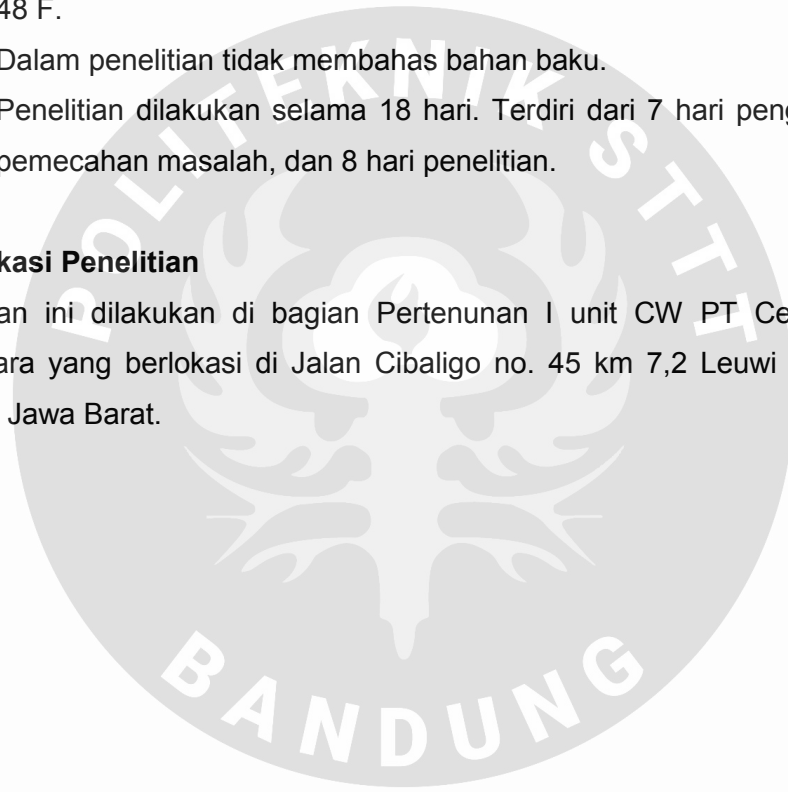 48 F.
Dalam penelitian tidak membahas bahan baku.
Penelitian dilakukan selama 18 hari. Terdiri dari 7 hari
pemecahan masalah, dan 8 hari penelitian.
kasi Penelitian
an ini dilakukan di bagian Pertenunan I unit CW PT Ce
ara yang berlokasi di Jalan Cibaligo no. 45 km 7,2 Leuwi
Jawa Barat.
POLITEKNIK STTT
BANDUNG